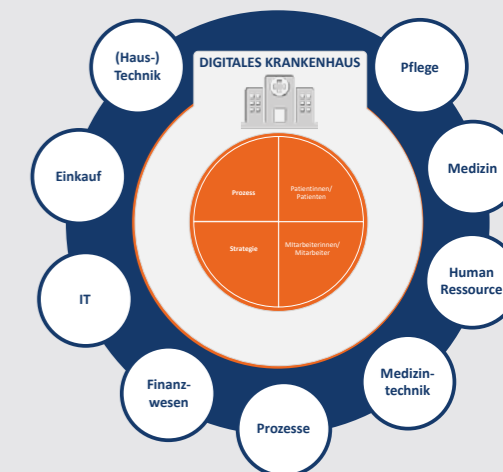 DIGITALES KRANKENHAUS
(Haus-)
Technik
Pflege
Einkauf
Medizin
IT
Human
Ressource
Finanz-
wesen
Medizin-
technik
Prozesse
Prozess
Patientinnen/
Patienten
Strategie
Mitarbeiterinnen/
Mitarbeiter